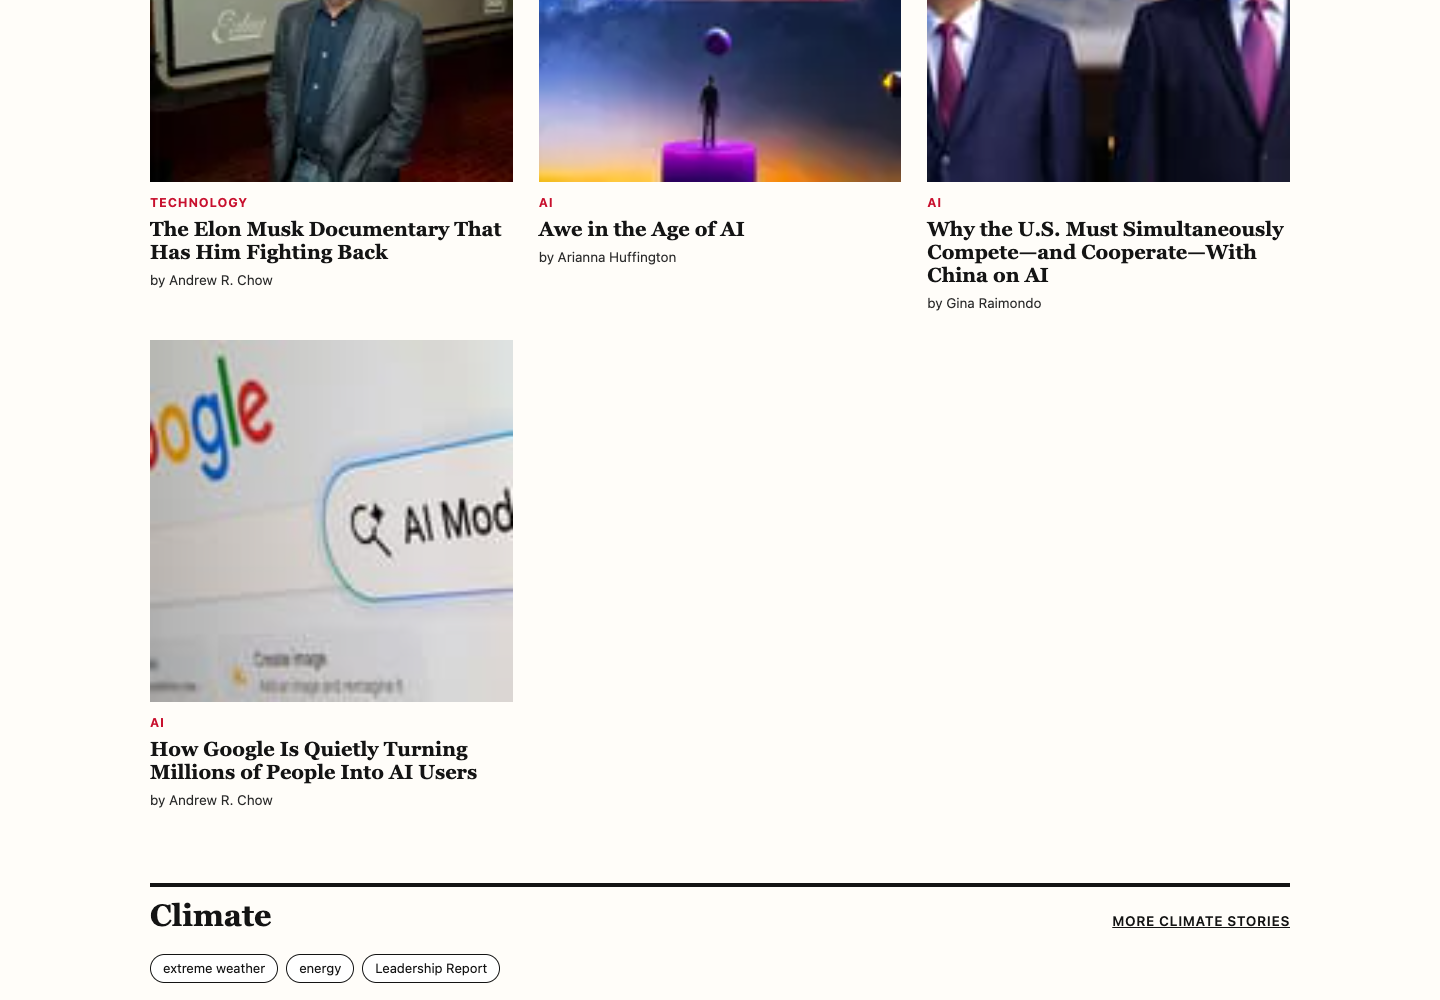 TECHNOLOGY
The Elon Musk Documentary That
Has Him Fighting Back
by Andrew R. Chow
AI
Awe in the Age of AI
by Arianna Huffington
AI
Why the U.S. Must Simultaneously
Compete—and Cooperate—With
China on AI
by Gina Raimondo
ogle
AI Mod
Create image
AI
How Google Is Quietly Turning
Millions of People Into AI Users
by Andrew R. Chow
Climate
MORE CLIMATE STORIES
extreme weather
energy
Leadership Report